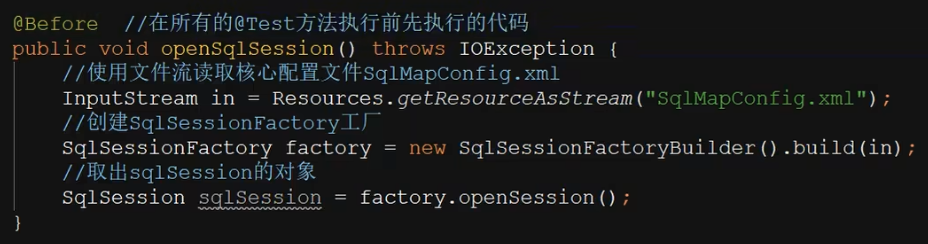 @Before  //在所有的@Test方法执行前先执行的代码
public void openSqlSession() throws IOException {
    //使用文件流读取核心配置文件SqlMapConfig.xml
    InputStream in = Resources.getResourceAsStream("SqlMapConfig.xml");
    //创建SqlSessionFactory工厂
    SqlSessionFactory factory = new SqlSessionFactoryBuilder().build(in);
    //取出sqlSession的对象
    SqlSession sqlSession = factory.openSession();
}